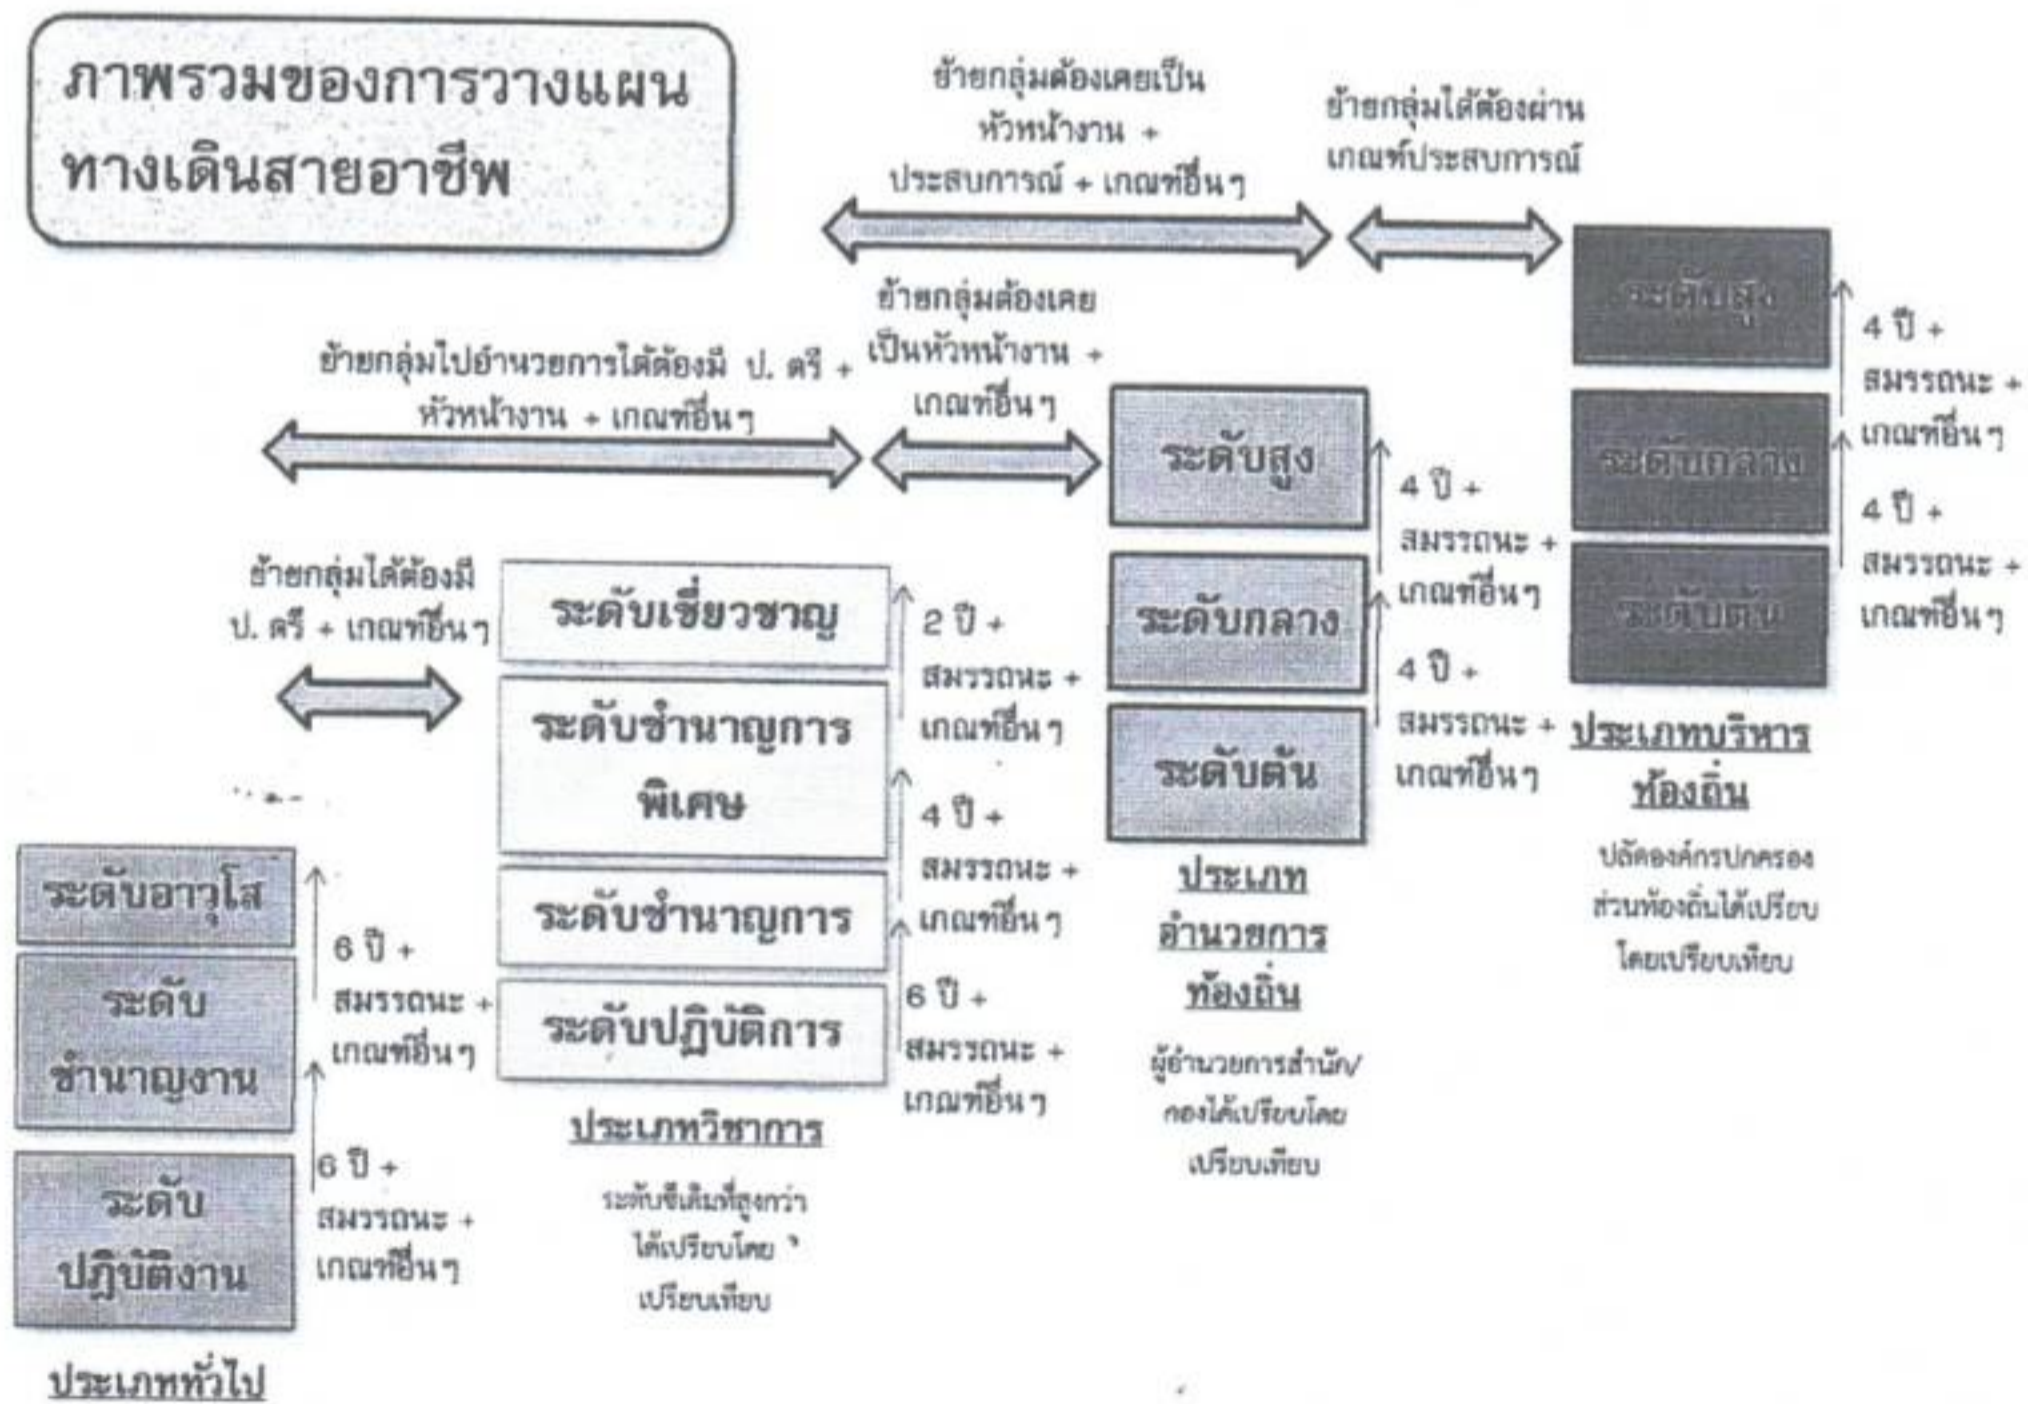 ภาพรวมของการวางแผน
ทางเดินสายอาชีพ
ย้ายกลุ่มต้องเคยเป็น
หัวหน้างาน +
ประสบการณ์ + เกณฑ์อื่นๆ
ย้ายกลุ่มได้ต้องผ่าน
เกณฑ์ประสบการณ์
ย้ายกลุ่มไปอำนวยการได้ต้องมี ป. ตรี +
หัวหน้างาน + เกณฑ์อื่นๆ
ย้ายกลุ่มต้องเคย
เป็นหัวหน้างาน +
เกณฑ์อื่นๆ
ย้ายกลุ่มได้ต้องมี
ป. ตรี + เกณฑ์อื่นๆ
ระดับอาวุโส
ระดับ
ชำนาญงาน
ระดับ
ปฏิบัติงาน
6 ปี +
สมรรถนะ +
เกณฑ์อื่นๆ
6 ปี +
สมรรถนะ +
เกณฑ์อื่นๆ
ประเภททั่วไป
ระดับเชี่ยวชาญ
ระดับชำนาญการ
พิเศษ
ระดับชำนาญการ
ระดับปฏิบัติการ
2 ปี +
สมรรถนะ +
เกณฑ์อื่นๆ
4 ปี +
สมรรถนะ +
เกณฑ์อื่นๆ
6 ปี +
สมรรถนะ +
เกณฑ์อื่นๆ
ประเภทวิชาการ
ระดับซีเดิมที่สูงกว่า
ได้เปรียบโดย
เปรียบเทียบ
ระดับสูง
ระดับกลาง
ระดับต้น
4 ปี +
สมรรถนะ +
เกณฑ์อื่นๆ
4 ปี +
สมรรถนะ +
เกณฑ์อื่นๆ
ประเภท
อำนวยการ
ท้องถิ่น
ผู้อำนวยการสำนัก/
กองได้เปรียบโดย
เปรียบเทียบ
ระดับสูง
ระดับกลาง
ระดับต้น
4 ปี +
สมรรถนะ +
เกณฑ์อื่นๆ
4 ปี +
สมรรถนะ +
เกณฑ์อื่นๆ
ประเภทบริหาร
ท้องถิ่น
ปลัดองค์กรปกครอง
ส่วนท้องถิ่นได้เปรียบ
โดยเปรียบเทียบ